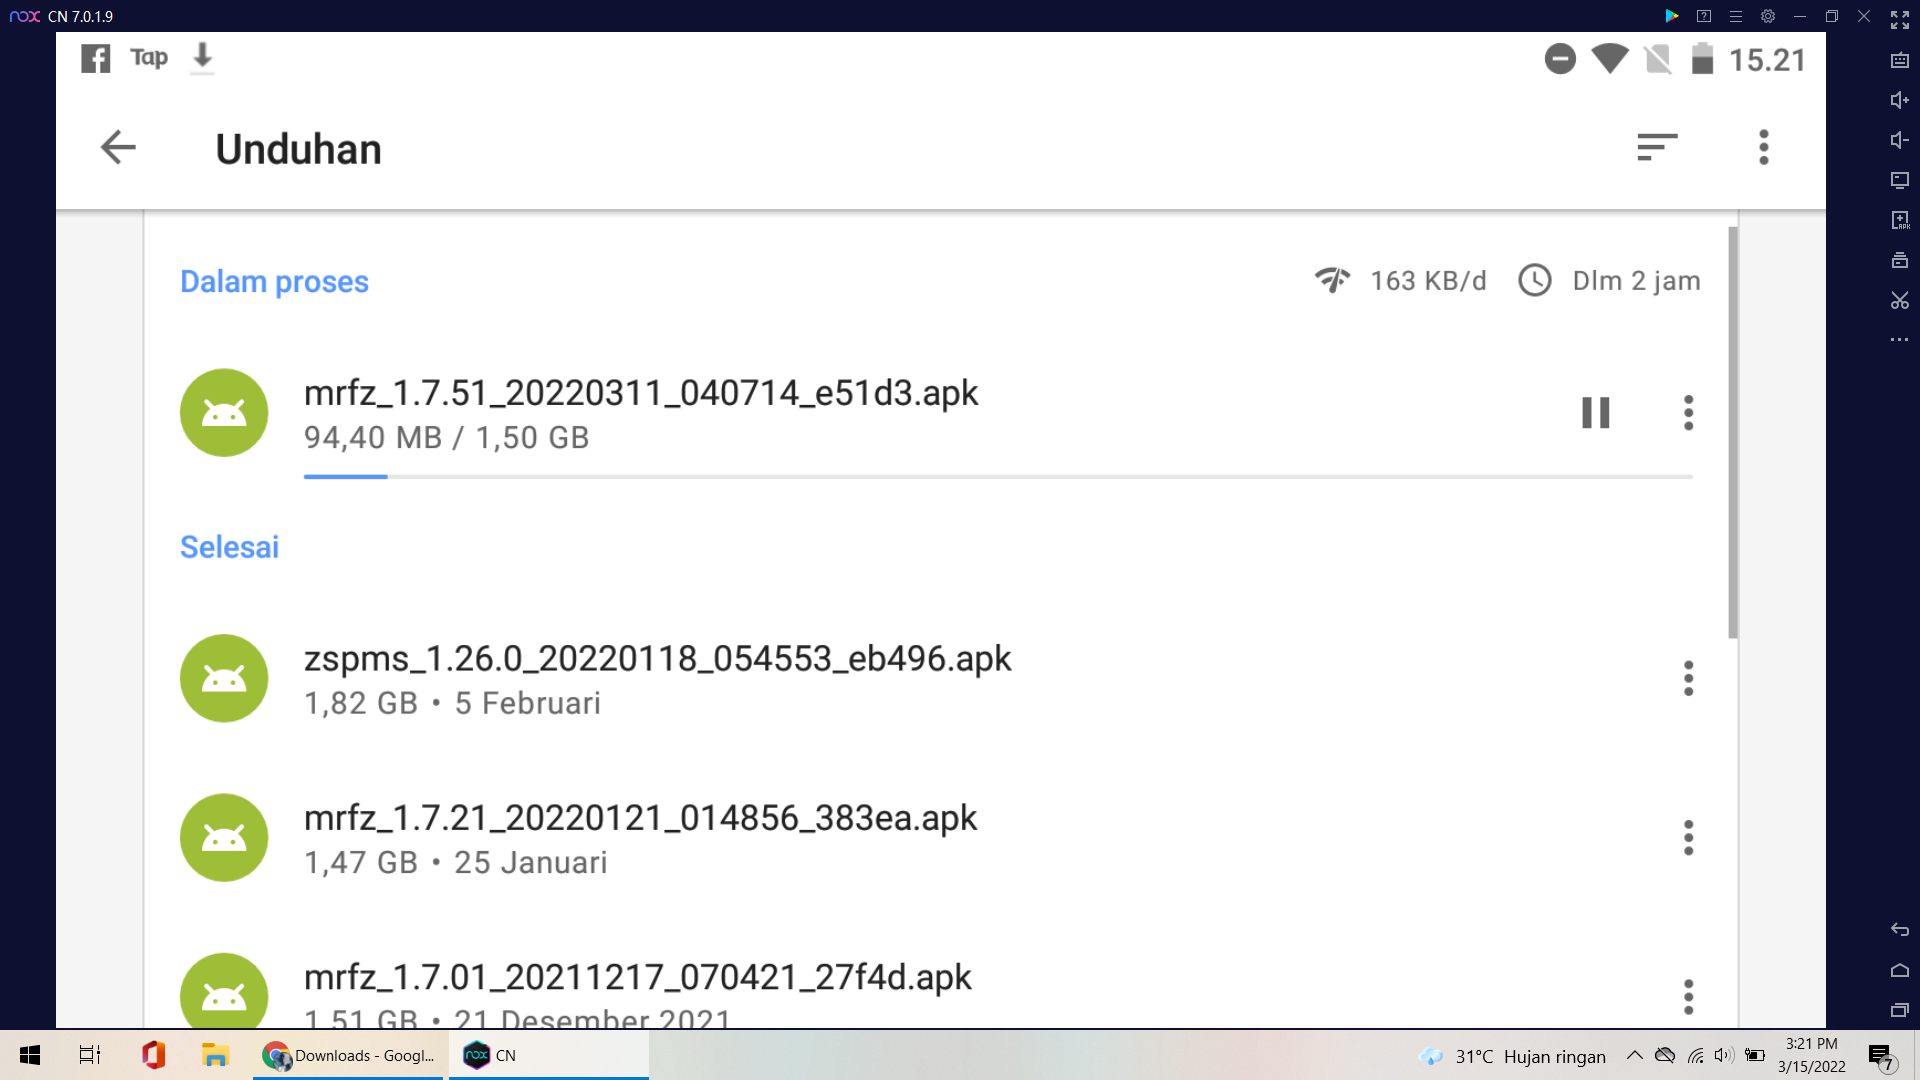 nox CN 7.0.1.9
Tap
15.21
Unduhan
Dalam proses
163 KB/d
Dlm 2 jam
mrfz_1.7.51_20220311_040714_e51d3.apk
94,40 MB / 1,50 GB
Selesai
zspms_1.26.0_20220118_054553_eb496.apk
1,82 GB • 5 Februari
mrfz_1.7.21_20220121_014856_383ea.apk
1,47 GB • 25 Januari
mrfz_1.7.01_20211217_070421_27f4d.apk
1,51 GB • 21 Desember 2021
Downloads - Googl...
nox CN
31°C Hujan ringan
3:21 PM
3/15/2022
7